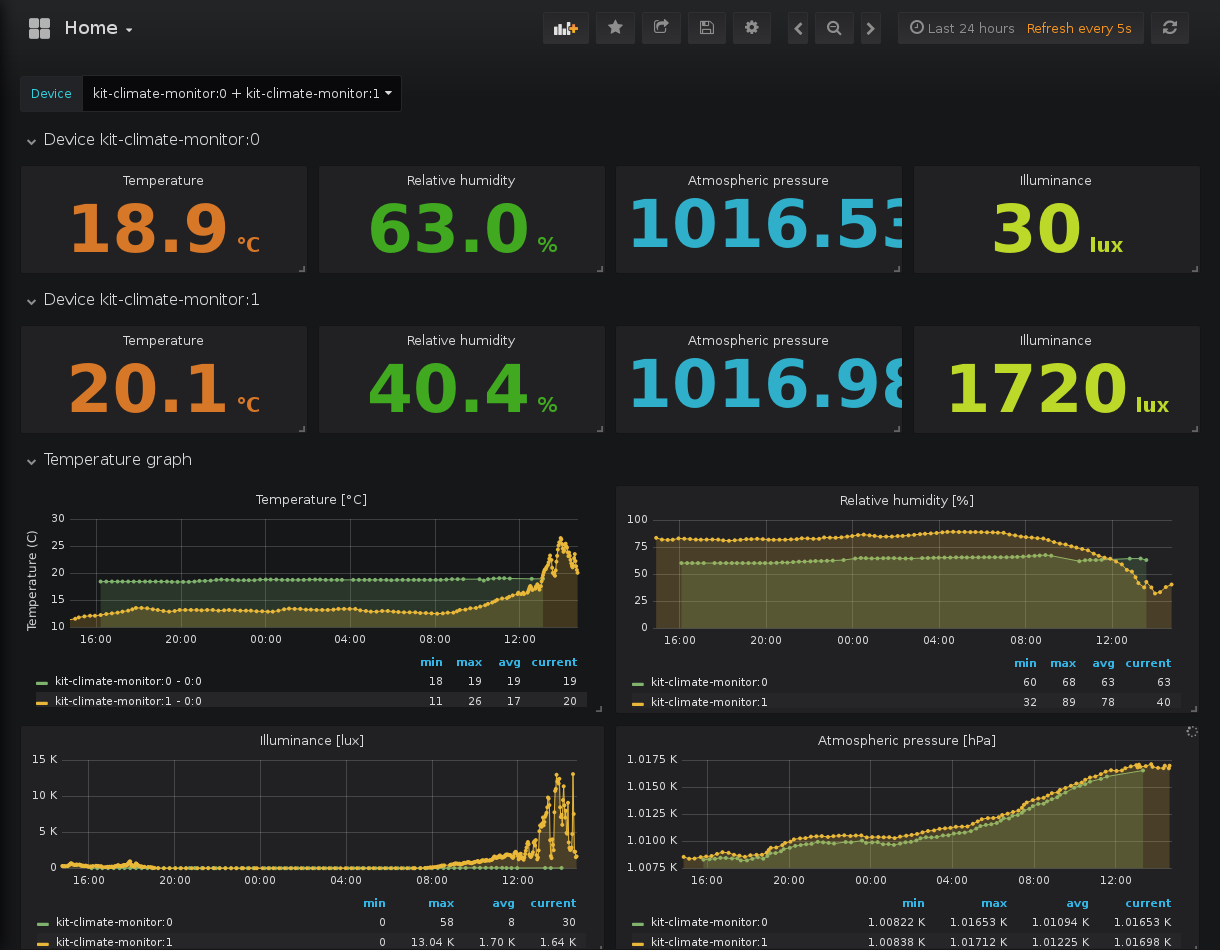 Home
Last 24 hours Refresh every 5s
Device kit-climate-monitor:0 + kit-climate-monitor:1
Device kit-climate-monitor:0
Temperature Relative humidity Atmospheric pressure Illuminance
18.9 °C 63.0 % 1016.53 30 lux
Device kit-climate-monitor:1
Temperature Relative humidity Atmospheric pressure Illuminance
20.1 °C 40.4 % 1016.98 1720 lux
Temperature graph
Temperature [°C]
Temperature (C)
30
25
20
15
10
16:00 20:00 00:00 04:00 08:00 12:00
min max avg current
kit-climate-monitor:0 - 0:0 18 19 19 19
kit-climate-monitor:1 - 0:0 11 26 17 20
Relative humidity [%]
100
75
50
25
0
16:00 20:00 00:00 04:00 08:00 12:00
min max avg current
kit-climate-monitor:0 60 68 63 63
kit-climate-monitor:1 32 89 78 40
Illuminance [lux]
15 K
10 K
5 K
0
16:00 20:00 00:00 04:00 08:00 12:00
min max avg current
kit-climate-monitor:0 0 58 8 30
kit-climate-monitor:1 0 13.04 K 1.70 K 1.64 K
Atmospheric pressure [hPa]
1.0175 K
1.0150 K
1.0125 K
1.0100 K
1.0075 K
16:00 20:00 00:00 04:00 08:00 12:00
min max avg current
kit-climate-monitor:0 1.00822 K 1.01653 K 1.01094 K 1.01653 K
kit-climate-monitor:1 1.00838 K 1.01712 K 1.01225 K 1.01698 K